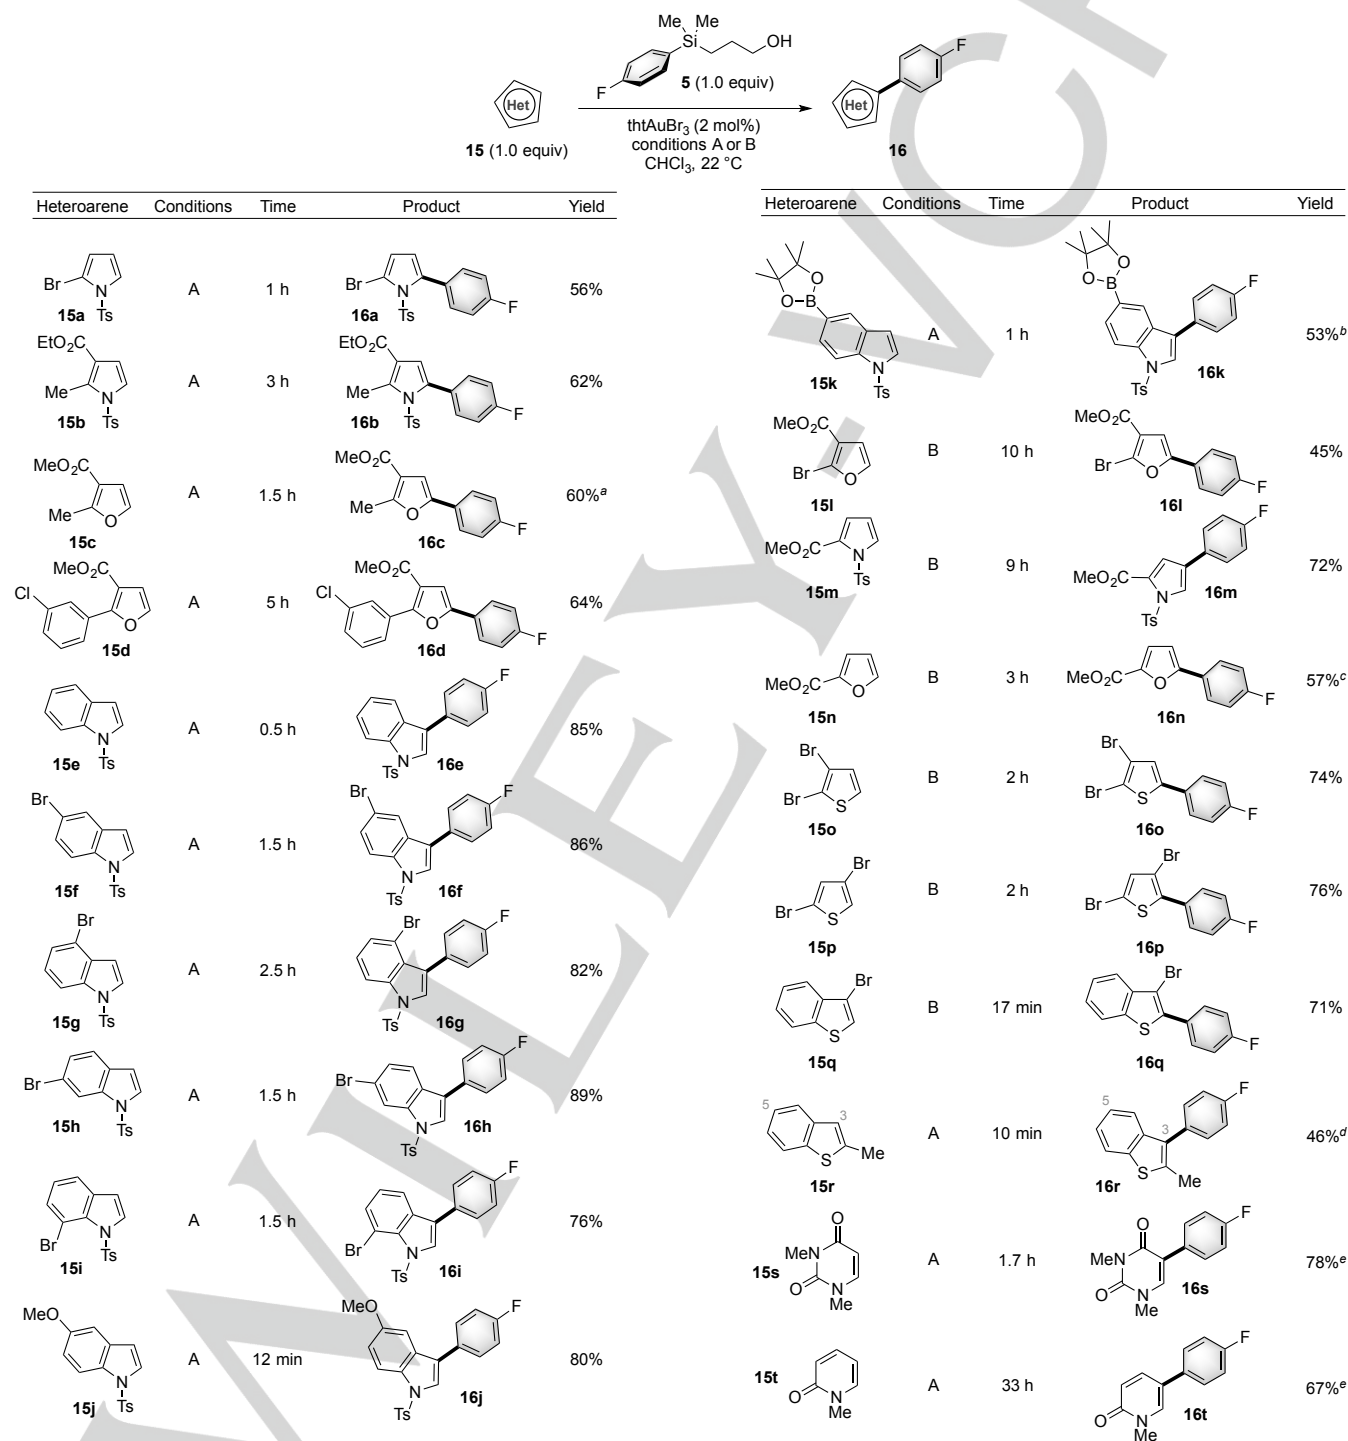 Me Me
Si
OH
F
5 (1.0 equiv)
Het
15 (1.0 equiv)
thtAuBr3 (2 mol%)
conditions A or B
CHCl3, 22 °C
F
Het
16
Heteroarene Conditions Time Product Yield
Br N Ts 15a A 1 h Br N Ts F 16a 56%
EtO2C Me N Ts 15b A 3 h EtO2C Me N Ts F 16b 62%
MeO2C Me O 15c A 1.5 h MeO2C Me O F 16c 60%a
MeO2C Cl O 15d A 5 h MeO2C Cl O F 16d 64%
N Ts 15e A 0.5 h F N Ts 16e 85%
Br N Ts 15f A 1.5 h Br F N Ts 16f 86%
Br N Ts 15g A 2.5 h Br F N Ts 16g 82%
Br N Ts 15h A 1.5 h Br F N Ts 16h 89%
Br N Ts 15i A 1.5 h F Br N Ts 16i 76%
MeO N Ts 15j A 12 min MeO F N Ts 16j 80%
Heteroarene Conditions Time Product Yield
O O B N Ts 15k A 1 h O O B F N Ts 16k 53%b
MeO2C Br O 15l B 10 h MeO2C Br O F 16l 45%
MeO2C N Ts 15m B 9 h F MeO2C N Ts 16m 72%
MeO2C O 15n B 3 h MeO2C O F 16n 57%c
Br Br S 15o B 2 h Br Br S F 16o 74%
Br Br S 15p B 2 h Br Br S F 16p 76%
Br S 15q B 17 min Br S F 16q 71%
5 3 S Me 15r A 10 min 5 3 F S Me 16r 46%d
O MeN O N Me 15s A 1.7 h O MeN O N Me F 16s 78%e
O N Me 15t A 33 h F O N Me 16t 67%e
WILEY-VCH